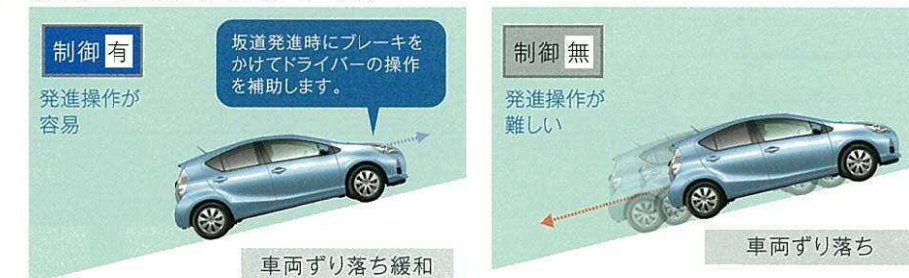 制御有
発進操作が
容易
坂道発進時にブレーキを
かけてドライバーの操作
を補助します。
車両ずり落ち緩和
制御無
発進操作が
難しい
車両ずり落ち